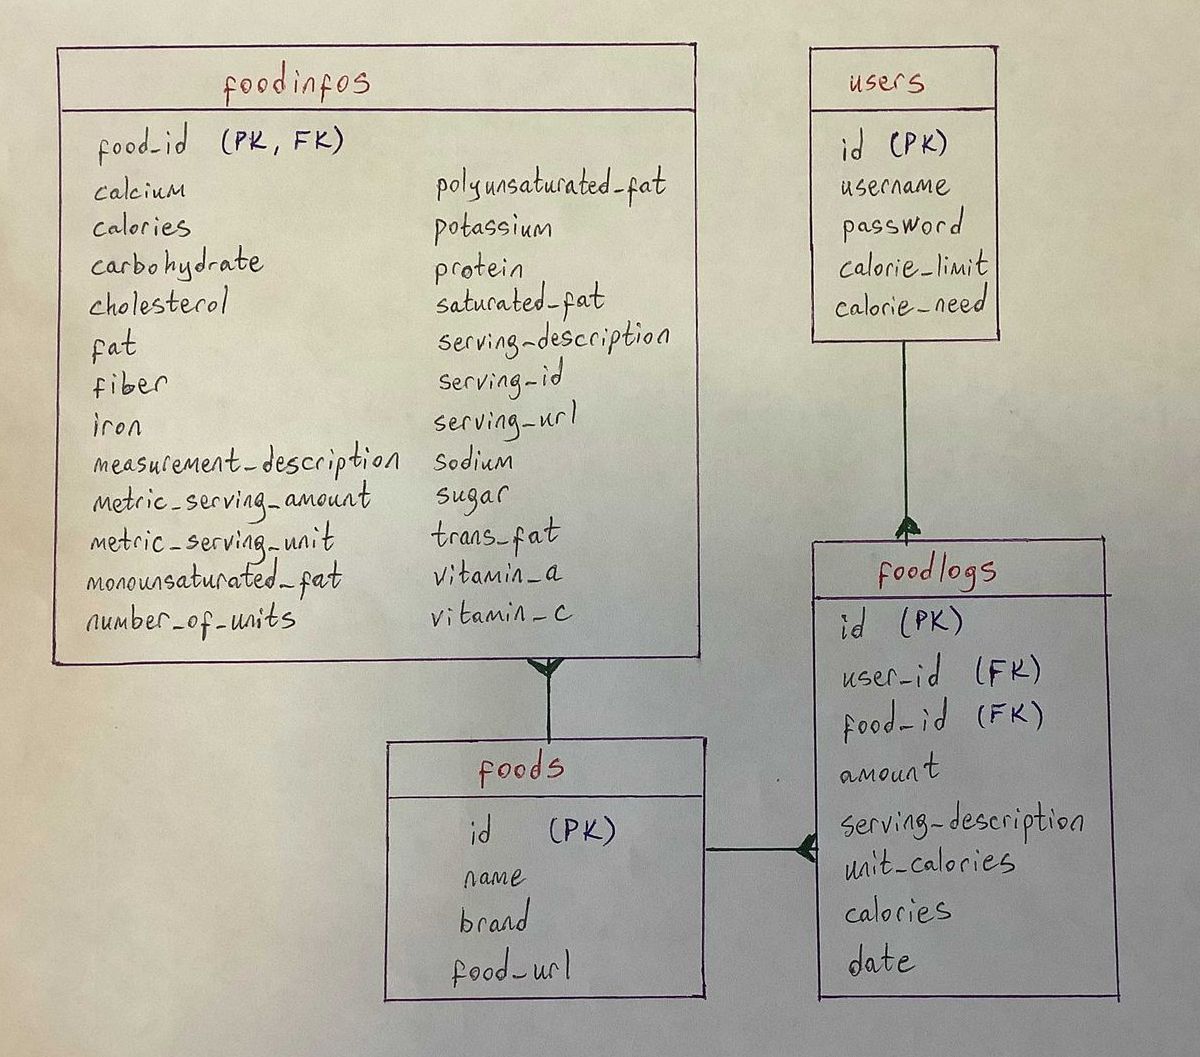 foodinfos
food_id (PK, FK)
calcium
calories
carbohydrate
cholesterol
fat
fiber
iron
measurement_description
metric_serving_amount
metric_serving_unit
monounsaturated_fat
number_of_units
polyunsaturated_fat
potassium
protein
saturated_fat
serving_description
serving_id
serving_url
sodium
sugar
trans_fat
vitamin_a
vitamin_c
users
id (PK)
username
password
calorie_limit
calorie_need
foods
id (PK)
name
brand
food_url
foodlogs
id (PK)
user_id (FK)
food_id (FK)
amount
serving_description
unit_calories
calories
date